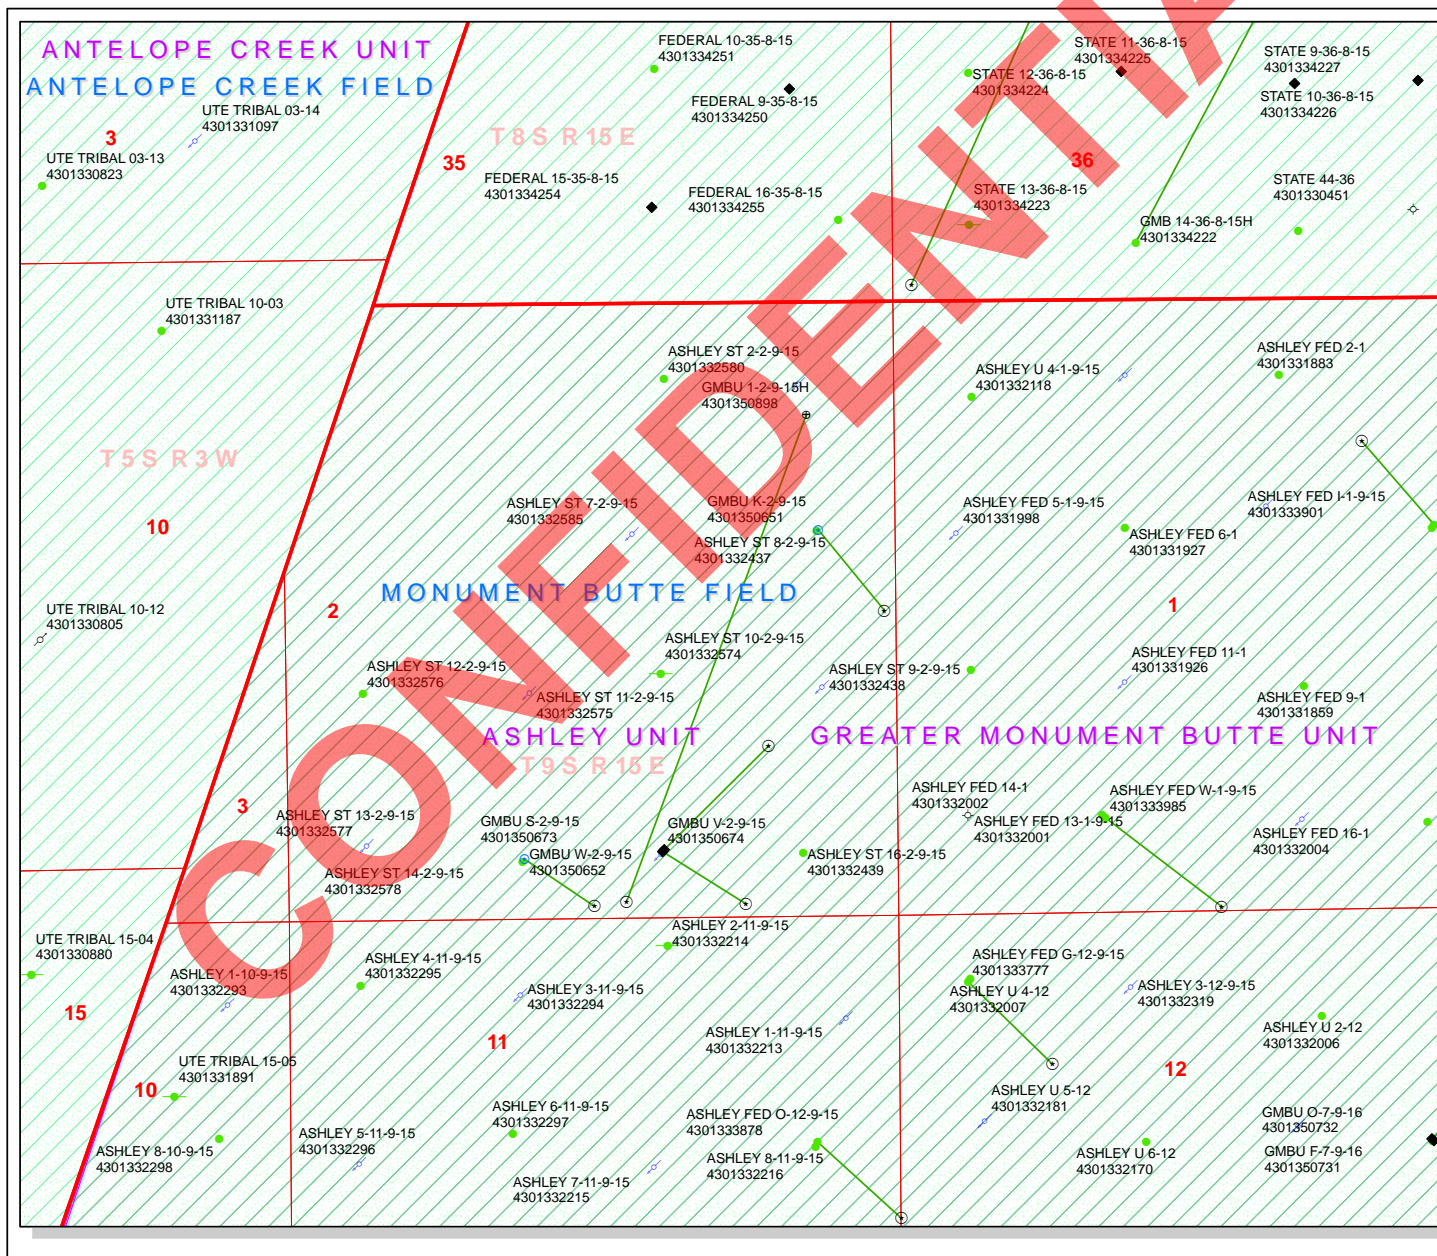 ANTELOPE CREEK UNIT
ANTELOPE CREEK FIELD
UTE TRIBAL 03-14
4301331097
3
UTE TRIBAL 03-13
4301330823
35
T8S R15E
FEDERAL 10-35-8-15
4301334251
FEDERAL 9-35-8-15
4301334250
FEDERAL 15-35-8-15
4301334254
FEDERAL 16-35-8-15
4301334255
STATE 11-36-8-15
4301334225
STATE 12-36-8-15
4301334224
STATE 9-36-8-15
4301334227
STATE 10-36-8-15
4301334226
36
STATE 13-36-8-15
4301334223
STATE 44-36
4301330451
GMB 14-36-8-15H
4301334222
UTE TRIBAL 10-03
4301331187
T5S R3W
10
UTE TRIBAL 10-12
4301330805
ASHLEY ST 2-2-9-15
4301332580
GMBU 1-2-9-15H
4301350898
ASHLEY U 4-1-9-15
4301332118
ASHLEY FED 2-1
4301331883
ASHLEY ST 7-2-9-15
4301332585
GMBU K-2-9-15
4301350651
ASHLEY ST 8-2-9-15
4301332437
ASHLEY FED 5-1-9-15
4301331998
ASHLEY FED 6-1
4301331927
ASHLEY FED I-1-9-15
4301333901
MONUMENT BUTTE FIELD
2
1
ASHLEY ST 10-2-9-15
4301332574
ASHLEY ST 12-2-9-15
4301332576
ASHLEY ST 11-2-9-15
4301332575
ASHLEY ST 9-2-9-15
4301332438
ASHLEY FED 11-1
4301331926
ASHLEY FED 9-1
4301331859
ASHLEY UNIT
GREATER MONUMENT BUTTE UNIT
T9S R15E
3
ASHLEY ST 13-2-9-15
4301332577
GMBU S-2-9-15
4301350673
GMBU W-2-9-15
4301350652
GMBU V-2-9-15
4301350674
ASHLEY ST 14-2-9-15
4301332578
ASHLEY ST 16-2-9-15
4301332439
ASHLEY FED 14-1
4301332002
ASHLEY FED 13-1-9-15
4301332001
ASHLEY FED W-1-9-15
4301333985
ASHLEY FED 16-1
4301332004
UTE TRIBAL 15-04
4301330880
ASHLEY 1-10-9-15
4301332293
ASHLEY 4-11-9-15
4301332295
ASHLEY 2-11-9-15
4301332214
ASHLEY 3-11-9-15
4301332294
ASHLEY 1-11-9-15
4301332213
ASHLEY FED G-12-9-15
4301333777
ASHLEY U 4-12
4301332007
ASHLEY 3-12-9-15
4301332319
ASHLEY U 2-12
4301332006
15
11
12
10
UTE TRIBAL 15-05
4301331891
ASHLEY 8-10-9-15
4301332298
ASHLEY 5-11-9-15
4301332296
ASHLEY 6-11-9-15
4301332297
ASHLEY 7-11-9-15
4301332215
ASHLEY FED O-12-9-15
4301333878
ASHLEY 8-11-9-15
4301332216
ASHLEY U 5-12
4301332181
ASHLEY U 6-12
4301332170
GMBU O-7-9-16
4301350732
GMBU F-7-9-16
4301350731
CONFIDENTIA